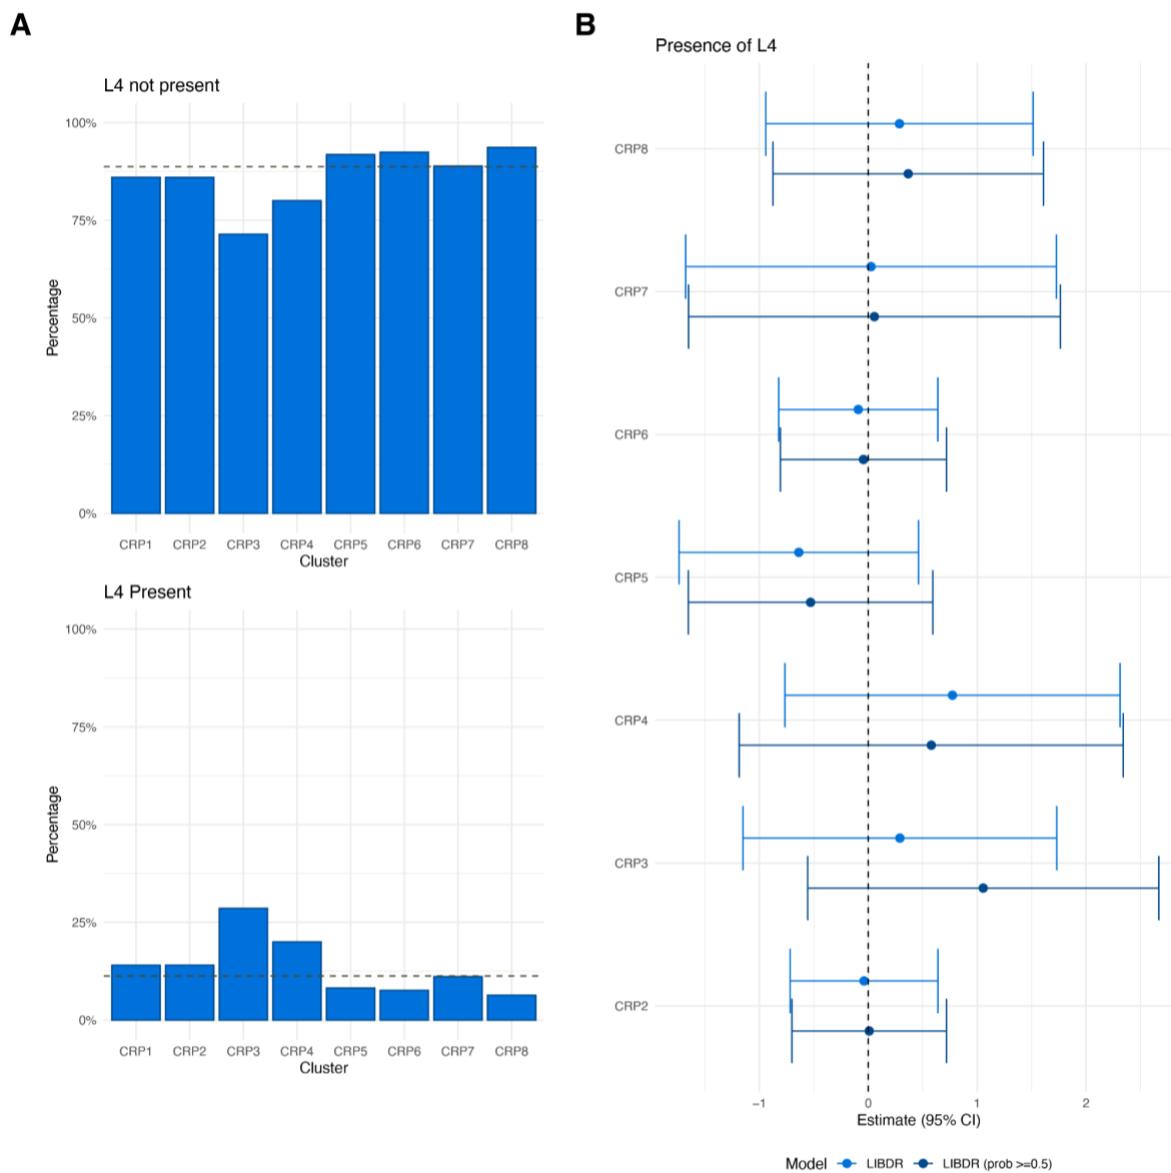 A
L4 not present
100%
75%
50%
25%
0%
Percentage
CRP1 CRP2 CRP3 CRP4 CRP5 CRP6 CRP7 CRP8
Cluster
L4 Present
100%
75%
50%
25%
0%
Percentage
CRP1 CRP2 CRP3 CRP4 CRP5 CRP6 CRP7 CRP8
Cluster
B
Presence of L4
CRP8
CRP7
CRP6
CRP5
CRP4
CRP3
CRP2
−1 0 1 2
Estimate (95% CI)
Model LIBDR LIBDR (prob >=0.5)